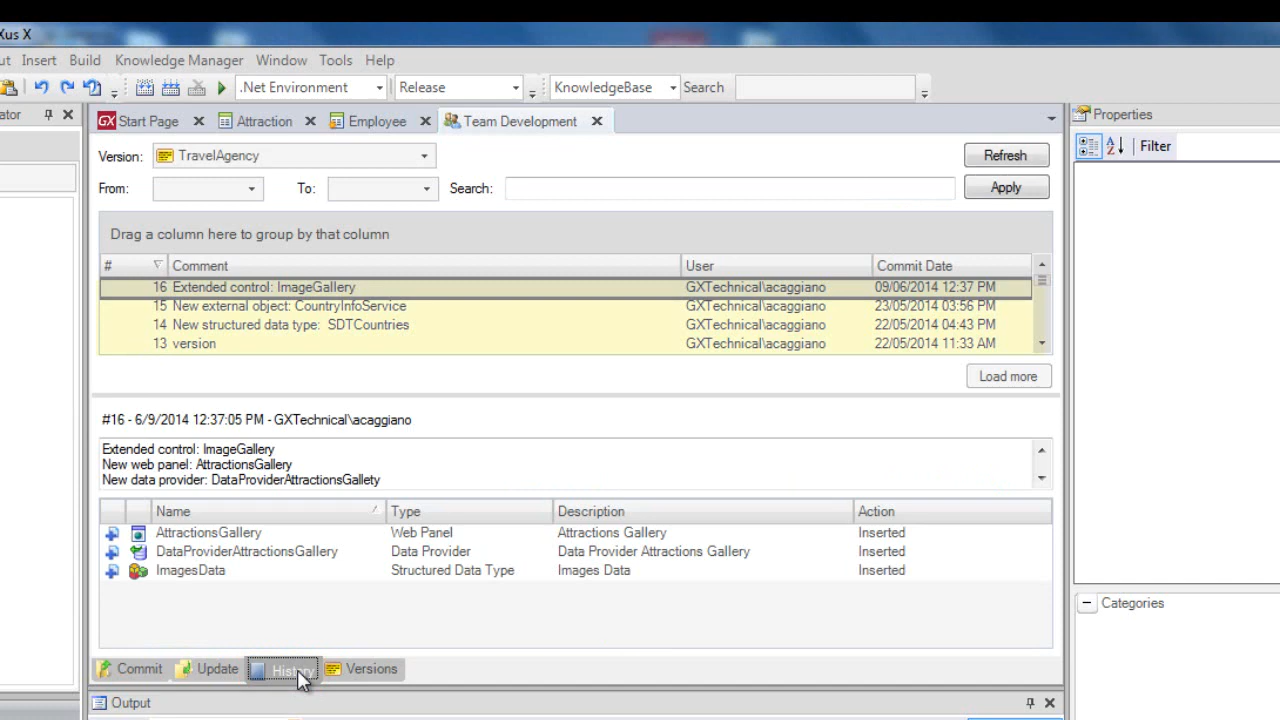 Xus X
ut Insert Build Knowledge Manager Window Tools Help
.Net Environment Release KnowledgeBase Search
ator GX Start Page Attraction Employee Team Development Properties
Version: TravelAgency Refresh Filter
From: To: Search: Apply
Drag a column here to group by that column
# Comment User Commit Date
16 Extended control: ImageGallery GXTechnical\acaggiano 09/06/2014 12:37 PM
15 New external object: CountryInfoService GXTechnical\acaggiano 23/05/2014 03:56 PM
14 New structured data type: SDTCountries GXTechnical\acaggiano 22/05/2014 04:43 PM
13 version GXTechnical\acaggiano 22/05/2014 11:33 AM
Load more
#16 - 6/9/2014 12:37:05 PM - GXTechnical\acaggiano
Extended control: ImageGallery
New web panel: AttractionsGallery
New data provider: DataProviderAttractionsGallety
Name Type Description Action
AttractionsGallery Web Panel Attractions Gallery Inserted
DataProviderAttractionsGallery Data Provider Data Provider Attractions Gallery Inserted
ImagesData Structured Data Type Images Data Inserted
Categories
Commit Update History Versions
Output